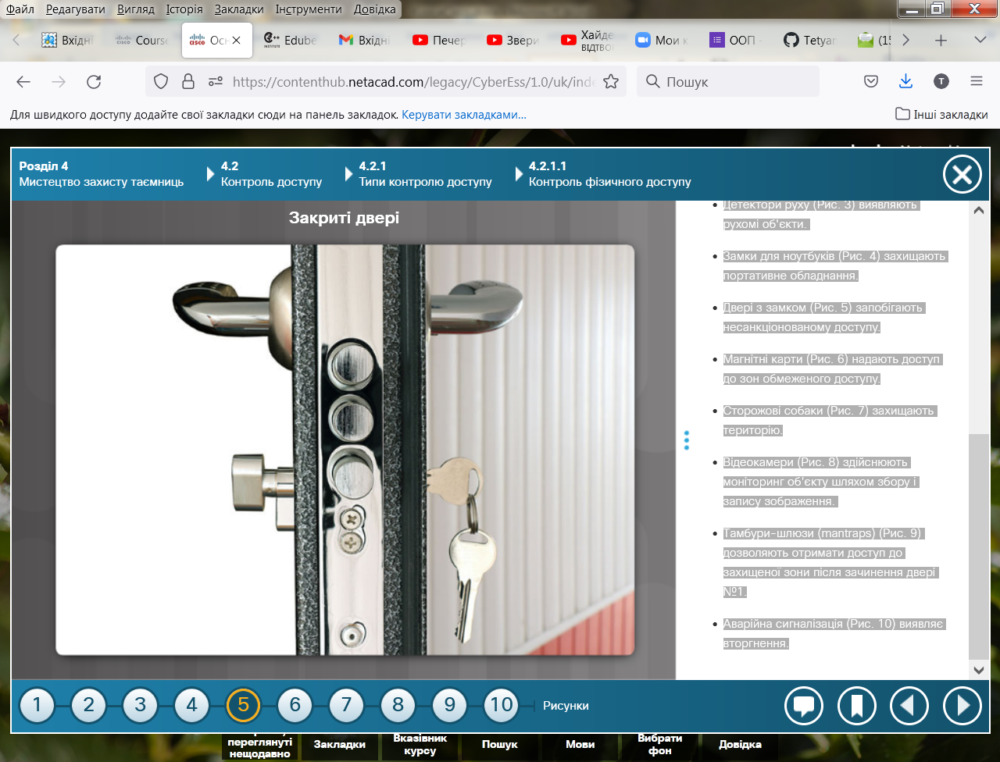 Файл Редагувати Вигляд Історія Закладки Інструменти Довідка
Вхідні Course Осн Edube Вхідні Печер Звери Хайде Мои к ООП - Tetyan (15
ВІДТВОР
https://contenthub.netacad.com/legacy/CyberEss/1.0/uk/inde
Пошук
T
Для швидкого доступу додайте свої закладки сюди на панель закладок. Керувати закладками...
Інші закладки
Розділ 4
Мистецтво захисту таємниць
4.2
Контроль доступу
4.2.1
Типи контролю доступу
4.2.1.1
Контроль фізичного доступу
Закриті двері
Детектори руху (Рис. 3) виявляють
рухомі об'єкти.
Замки для ноутбуків (Рис. 4) захищають
портативне обладнання.
Двері з замком (Рис. 5) запобігають
несанкціонованому доступу.
Магнітні карти (Рис. 6) надають доступ
до зон обмеженого доступу.
Сторожові собаки (Рис. 7) захищають
територію.
Відеокамери (Рис. 8) здійснюють
моніторинг об'єкту шляхом збору і
запису зображення.
Тамбури-шлюзи (mantraps) (Рис. 9)
дозволяють отримати доступ до
захищеної зони після зачинення двері
№1.
Аварійна сигналізація (Рис. 10) виявляє
вторгнення.
1 2 3 4 5 6 7 8 9 10 Рисунки
переглянуті
нещодавно
Закладки
Вказівник
курсу
Пошук
Мови
Вибрати
фон
Довідка